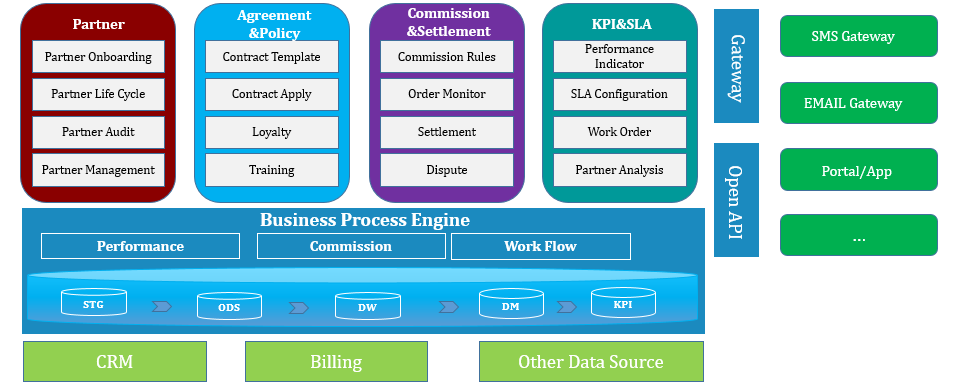 Partner
Partner Onboarding
Partner Life Cycle
Partner Audit
Partner Management
Agreement
&Policy
Contract Template
Contract Apply
Loyalty
Training
Commission
&Settlement
Commission Rules
Order Monitor
Settlement
Dispute
KPI&SLA
Performance
Indicator
SLA Configuration
Work Order
Partner Analysis
Gateway
SMS Gateway
EMAIL Gateway
Open API
Portal/App
...
Business Process Engine
Performance
Commission
Work Flow
STG
ODS
DW
DM
KPI
CRM
Billing
Other Data Source